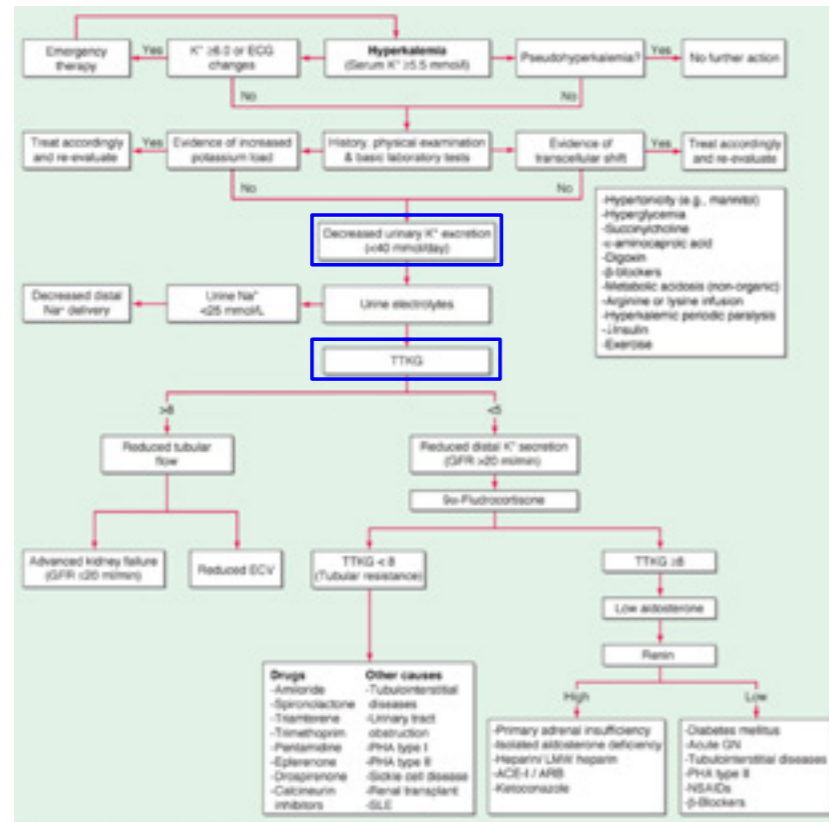 Emergency
therapy
Yes
K⁺ ≥6.0 or ECG
changes
Hyperkalemia
(Serum K⁺ ≥5.5 mmol/l)
Pseudohyperkalemia?
Yes
No further action
No
No
Treat accordingly
and re-evaluate
Yes
Evidence of increased
potassium load
History, physical examination
& basic laboratory tests
Evidence of
transcellular shift
Yes
Treat accordingly
and re-evaluate
No
No
-Hypertonicity (e.g., mannitol)
-Hyperglycemia
-Succinylcholine
-ε-aminocaproic acid
-Digoxin
-β-blockers
-Metabolic acidosis (non-organic)
-Arginine or lysine infusion
-Hyperkalemic periodic paralysis
-↓Insulin
-Exercise
Decreased urinary K⁺ excretion
(<40 mmol/day)
Decreased distal
Na⁺ delivery
Urine Na⁺
<25 mmol/L
Urine electrolytes
TTKG
>8
<5
Reduced tubular
flow
Reduced distal K⁺ secretion
(GFR >20 ml/min)
9α-Fludrocortisone
Advanced kidney failure
(GFR ≤20 ml/min)
Reduced ECV
TTKG <8
(Tubular resistance)
TTKG ≥8
Low aldosterone
Renin
High
Low
Drugs
-Amiloride
-Spironolactone
-Triamterene
-Trimethoprim
-Pentamidine
-Eplerenone
-Drospirenone
-Calcineurin
inhibitors
Other causes
-Tubulointerstitial
diseases
-Urinary tract
obstruction
-PHA type I
-PHA type II
-Sickle cell disease
-Renal transplant
-SLE
-Primary adrenal insufficiency
-Isolated aldosterone deficiency
-Heparin/ LMW heparin
-ACE-I / ARB
-Ketoconazole
-Diabetes mellitus
-Acute GN
-Tubulointerstitial diseases
-PHA type II
-NSAIDs
-β-Blockers